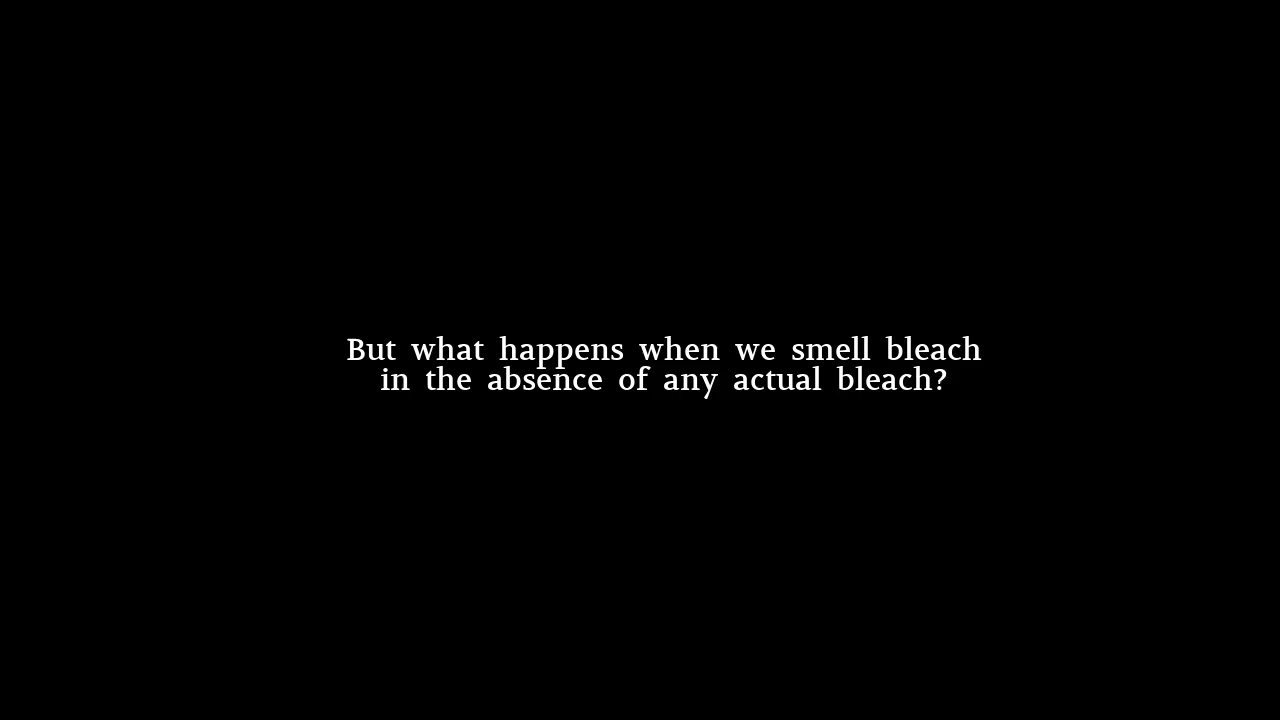 But what happens when we smell bleach
in the absence of any actual bleach?